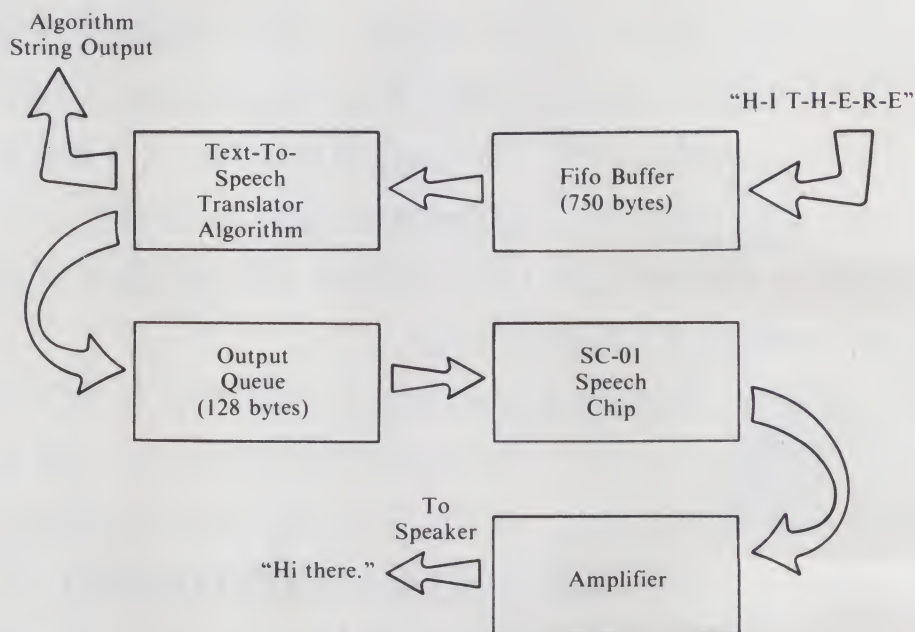 Algorithm
String Output
"H-I T-H-E-R-E"
Text-To-
Speech
Translator
Algorithm
Fifo Buffer
(750 bytes)
Output
Queue
(128 bytes)
SC-01
Speech
Chip
To
Speaker
"Hi there."
Amplifier